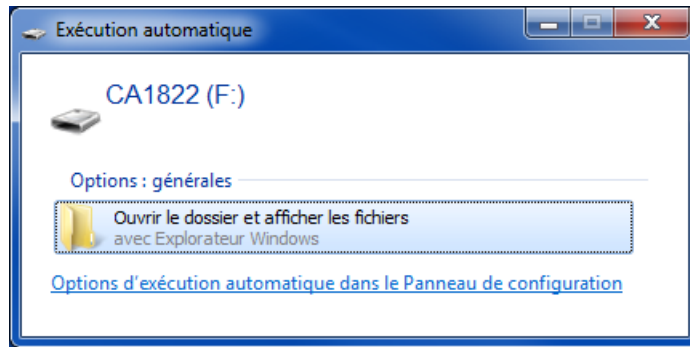 Exécution automatique
CA1822 (F:)
Options : générales
Ouvrir le dossier et afficher les fichiers
avec Explorateur Windows
Options d'exécution automatique dans le Panneau de configuration